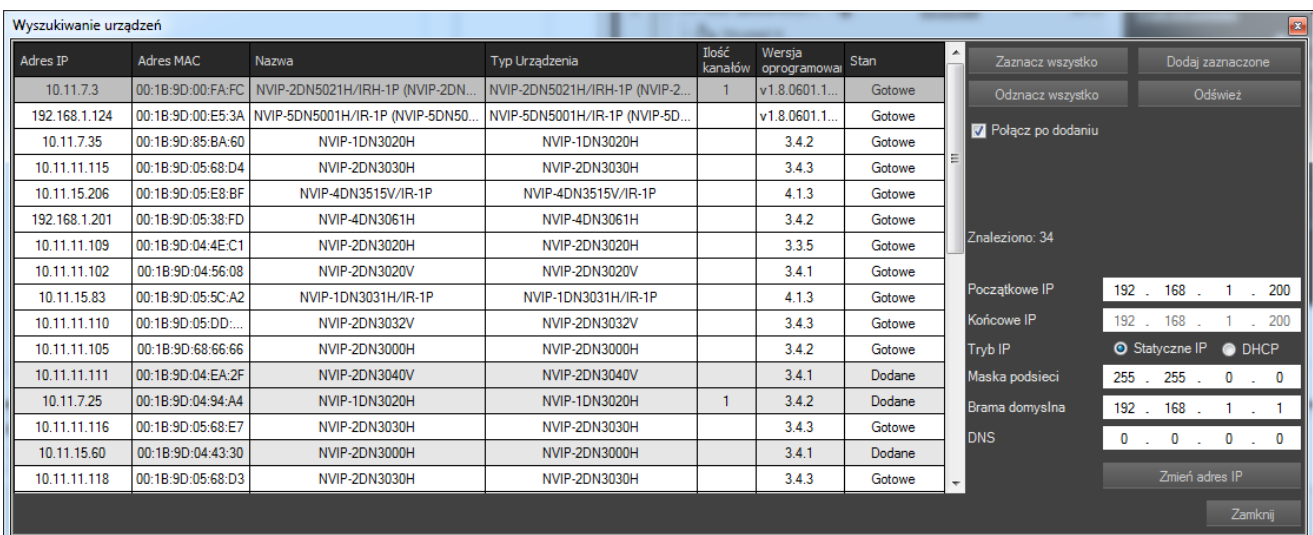 Wyszukiwanie urządzeń
Adres IP Adres MAC Nazwa Typ Urządzenia Ilość kanałów Wersja oprogramowan Stan
10.11.7.3 00:1B:9D:00:FA:FC NVIP-2DN5021H/IRH-1P (NVIP-2DN... NVIP-2DN5021H/IRH-1P (NVIP-2... 1 v1.8.0601.1... Gotowe
192.168.1.124 00:1B:9D:00:E5:3A NVIP-5DN5001H/IR-1P (NVIP-5DN50... NVIP-5DN5001H/IR-1P (NVIP-5D... v1.8.0601.1... Gotowe
10.11.7.35 00:1B:9D:85:BA:60 NVIP-1DN3020H NVIP-1DN3020H 3.4.2 Gotowe
10.11.11.115 00:1B:9D:05:68:D4 NVIP-2DN3030H NVIP-2DN3030H 3.4.3 Gotowe
10.11.15.206 00:1B:9D:05:E8:BF NVIP-4DN3515V/IR-1P NVIP-4DN3515V/IR-1P 4.1.3 Gotowe
192.168.1.201 00:1B:9D:05:38:FD NVIP-4DN3061H NVIP-4DN3061H 3.4.2 Gotowe
10.11.11.109 00:1B:9D:04:4E:C1 NVIP-2DN3020H NVIP-2DN3020H 3.3.5 Gotowe
10.11.11.102 00:1B:9D:04:56:08 NVIP-2DN3020V NVIP-2DN3020V 3.4.1 Gotowe
10.11.15.83 00:1B:9D:05:5C:A2 NVIP-1DN3031H/IR-1P NVIP-1DN3031H/IR-1P 4.1.3 Gotowe
10.11.11.110 00:1B:9D:05:DD:... NVIP-2DN3032V NVIP-2DN3032V 3.4.3 Gotowe
10.11.11.105 00:1B:9D:68:66:66 NVIP-2DN3000H NVIP-2DN3000H 3.4.2 Gotowe
10.11.11.111 00:1B:9D:04:EA:2F NVIP-2DN3040V NVIP-2DN3040V 3.4.1 Dodane
10.11.7.25 00:1B:9D:04:94:A4 NVIP-1DN3020H NVIP-1DN3020H 1 3.4.2 Dodane
10.11.11.116 00:1B:9D:05:68:E7 NVIP-2DN3030H NVIP-2DN3030H 3.4.3 Gotowe
10.11.15.60 00:1B:9D:04:43:30 NVIP-2DN3000H NVIP-2DN3000H 3.4.1 Dodane
10.11.11.118 00:1B:9D:05:68:D3 NVIP-2DN3030H NVIP-2DN3030H 3.4.3 Gotowe
Zaznacz wszystko Dodaj zaznaczone
Odznacz wszystko Odśwież
Połącz po dodaniu
Znaleziono: 34
Początkowe IP 192 . 168 . 1 . 200
Końcowe IP 192 . 168 . 1 . 200
Tryb IP Statyczne IP DHCP
Maska podsieci 255 . 255 . 0 . 0
Brama domyslna 192 . 168 . 1 . 1
DNS 0 . 0 . 0 . 0
Zmień adres IP
Zamknij